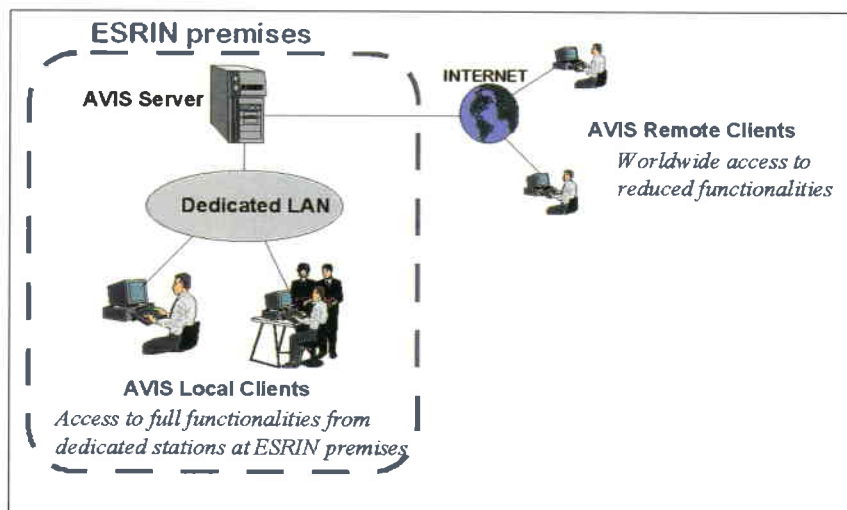 ESRIN premises
AVIS Server
INTERNET
AVIS Remote Clients
Worldwide access to
reduced functionalities
Dedicated LAN
AVIS Local Clients
Access to full functionalities from
dedicated stations at ESRIN premises